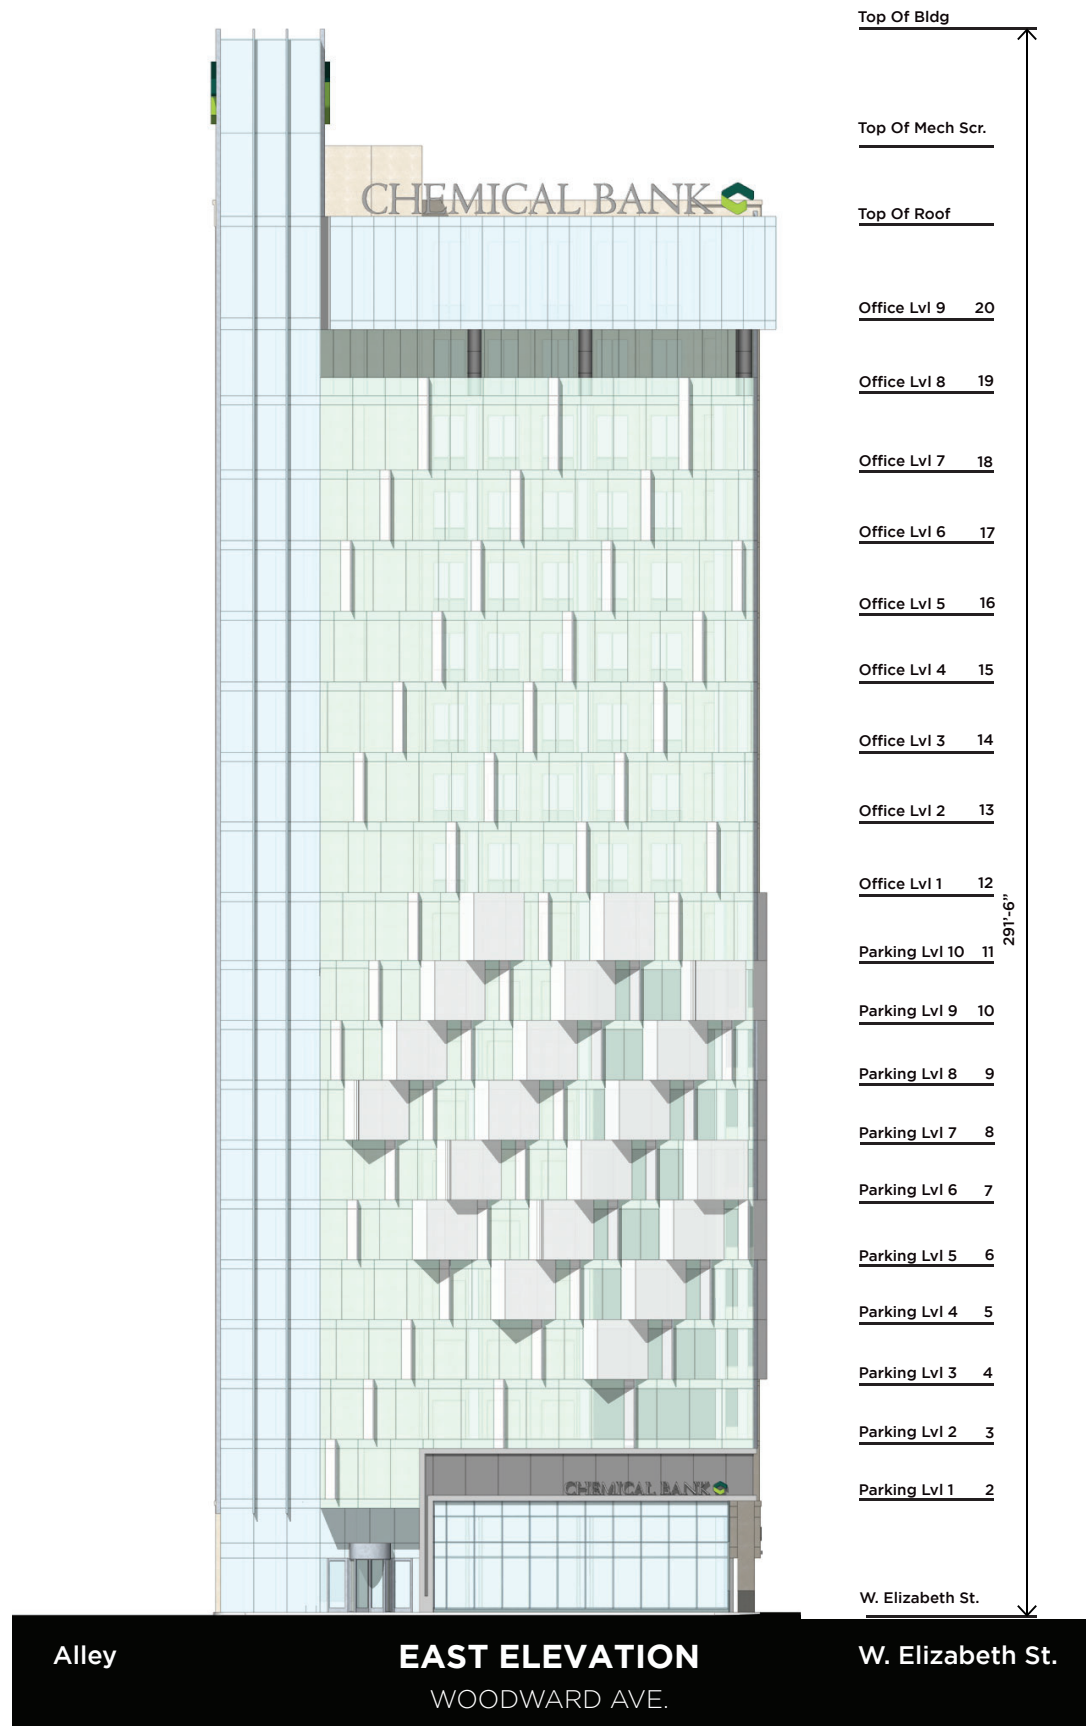 Top Of Bldg
Top Of Mech Scr.
CHEMICAL BANK
Top Of Roof
Office Lvl 9 20
Office Lvl 8 19
Office Lvl 7 18
Office Lvl 6 17
Office Lvl 5 16
Office Lvl 4 15
Office Lvl 3 14
Office Lvl 2 13
Office Lvl 1 12
291'-6"
Parking Lvl 10 11
Parking Lvl 9 10
Parking Lvl 8 9
Parking Lvl 7 8
Parking Lvl 6 7
Parking Lvl 5 6
Parking Lvl 4 5
Parking Lvl 3 4
Parking Lvl 2 3
CHEMICAL BANK
Parking Lvl 1 2
W. Elizabeth St.
Alley
EAST ELEVATION
W. Elizabeth St.
WOODWARD AVE.